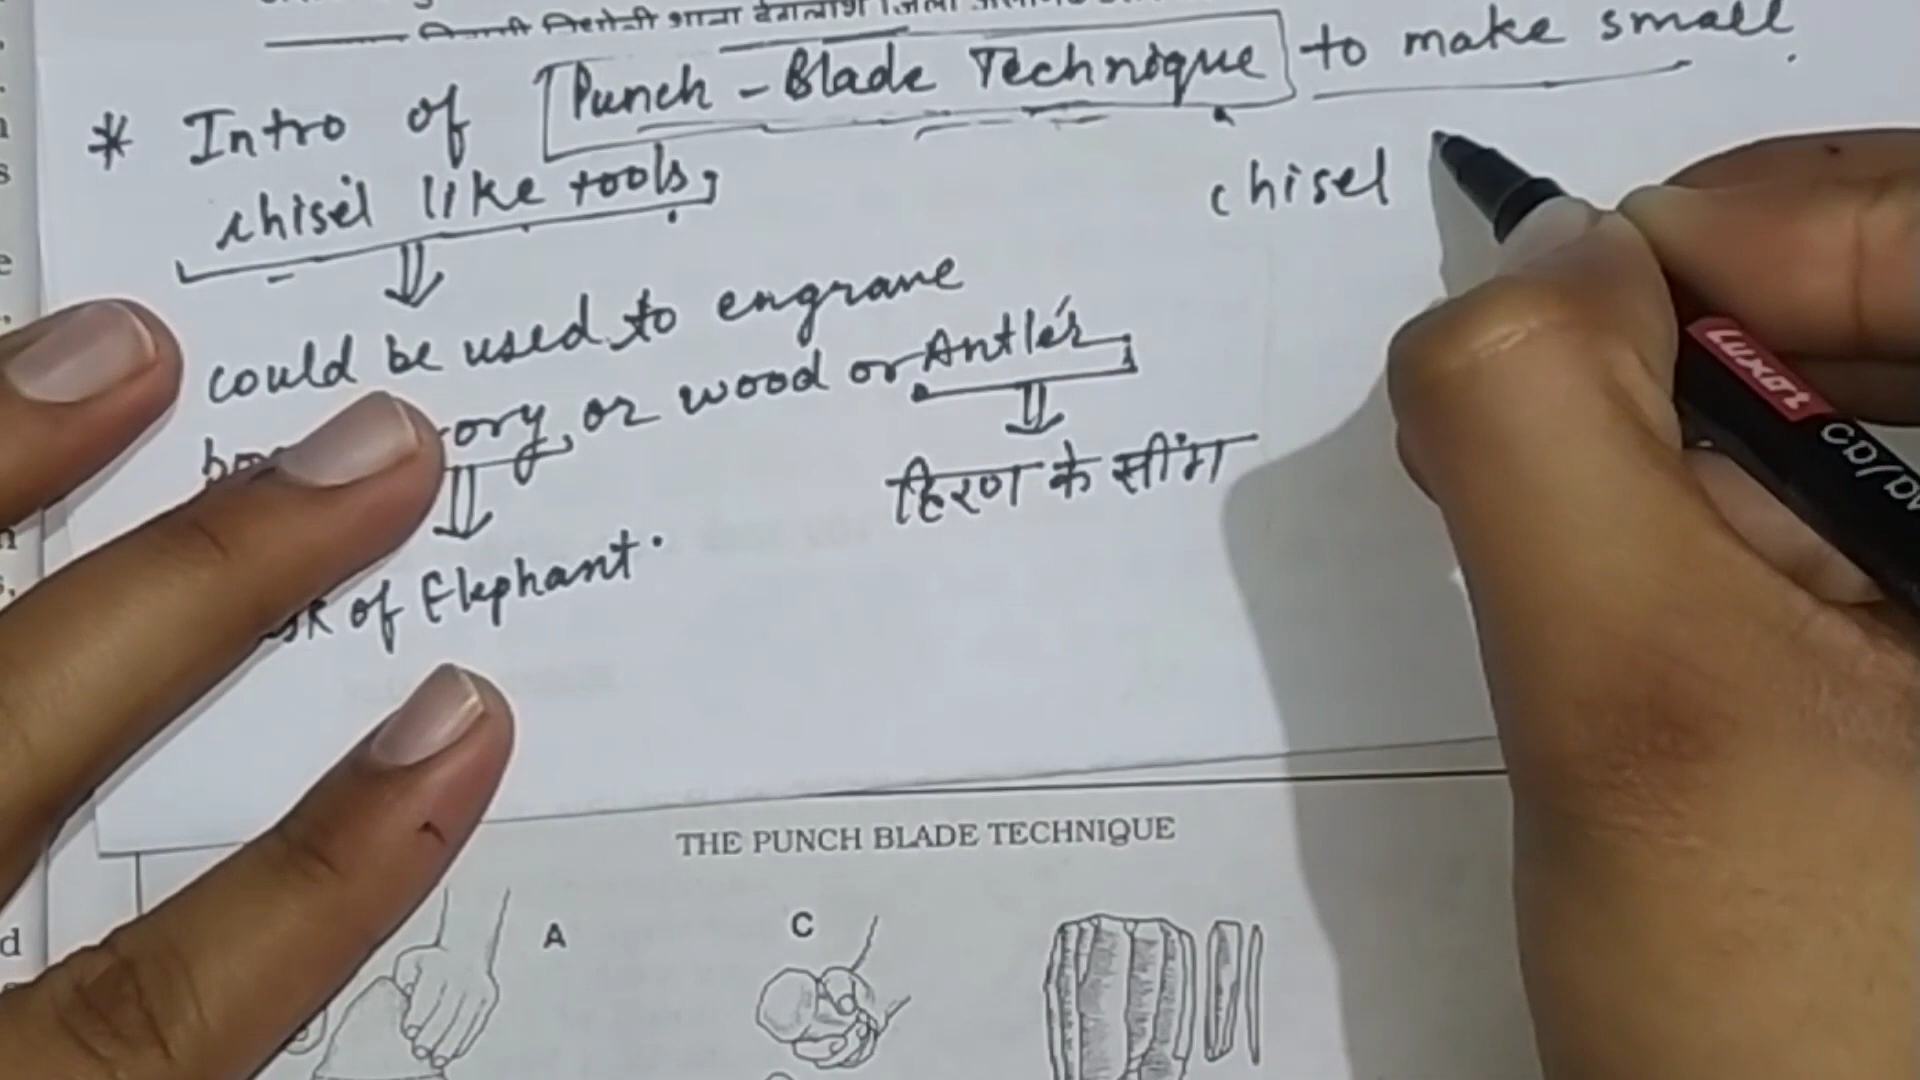 * Intro of Punch - Blade Technique to make small
chisel like tools,
chisel
could be used to engrave
or wood or Antler
हिरण के सींग
of Elephant.
Luxor
THE PUNCH BLADE TECHNIQUE
A
C